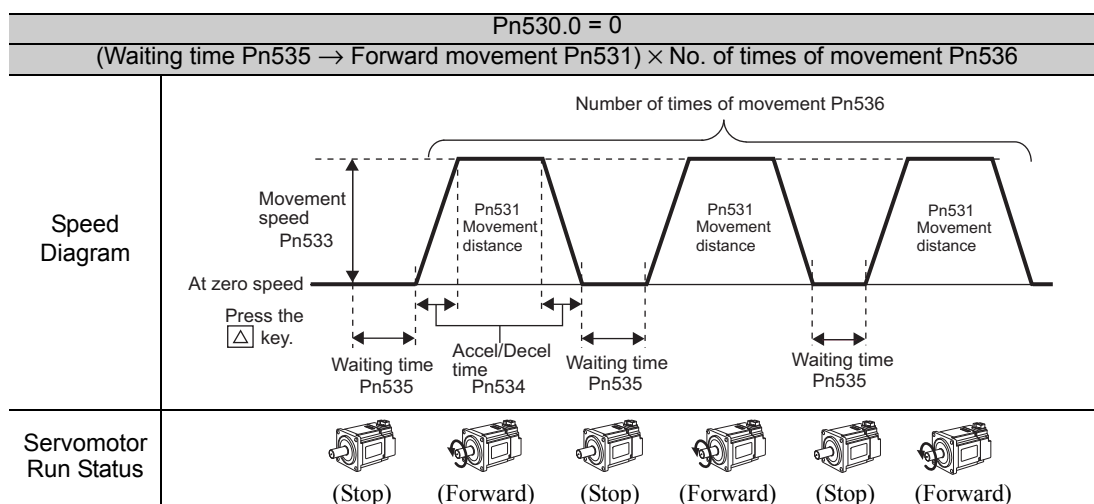 Pn530.0 = 0
(Waiting time Pn535 → Forward movement Pn531) × No. of times of movement Pn536
Speed
Diagram
Number of times of movement Pn536
Movement
speed
Pn533
Pn531
Movement
distance
Pn531
Movement
distance
Pn531
Movement
distance
At zero speed
Press the
△ key.
Waiting time
Pn535
Accel/Decel
time
Pn534
Waiting time
Pn535
Waiting time
Pn535
Servomotor
Run Status
(Stop) (Forward) (Stop) (Forward) (Stop) (Forward)